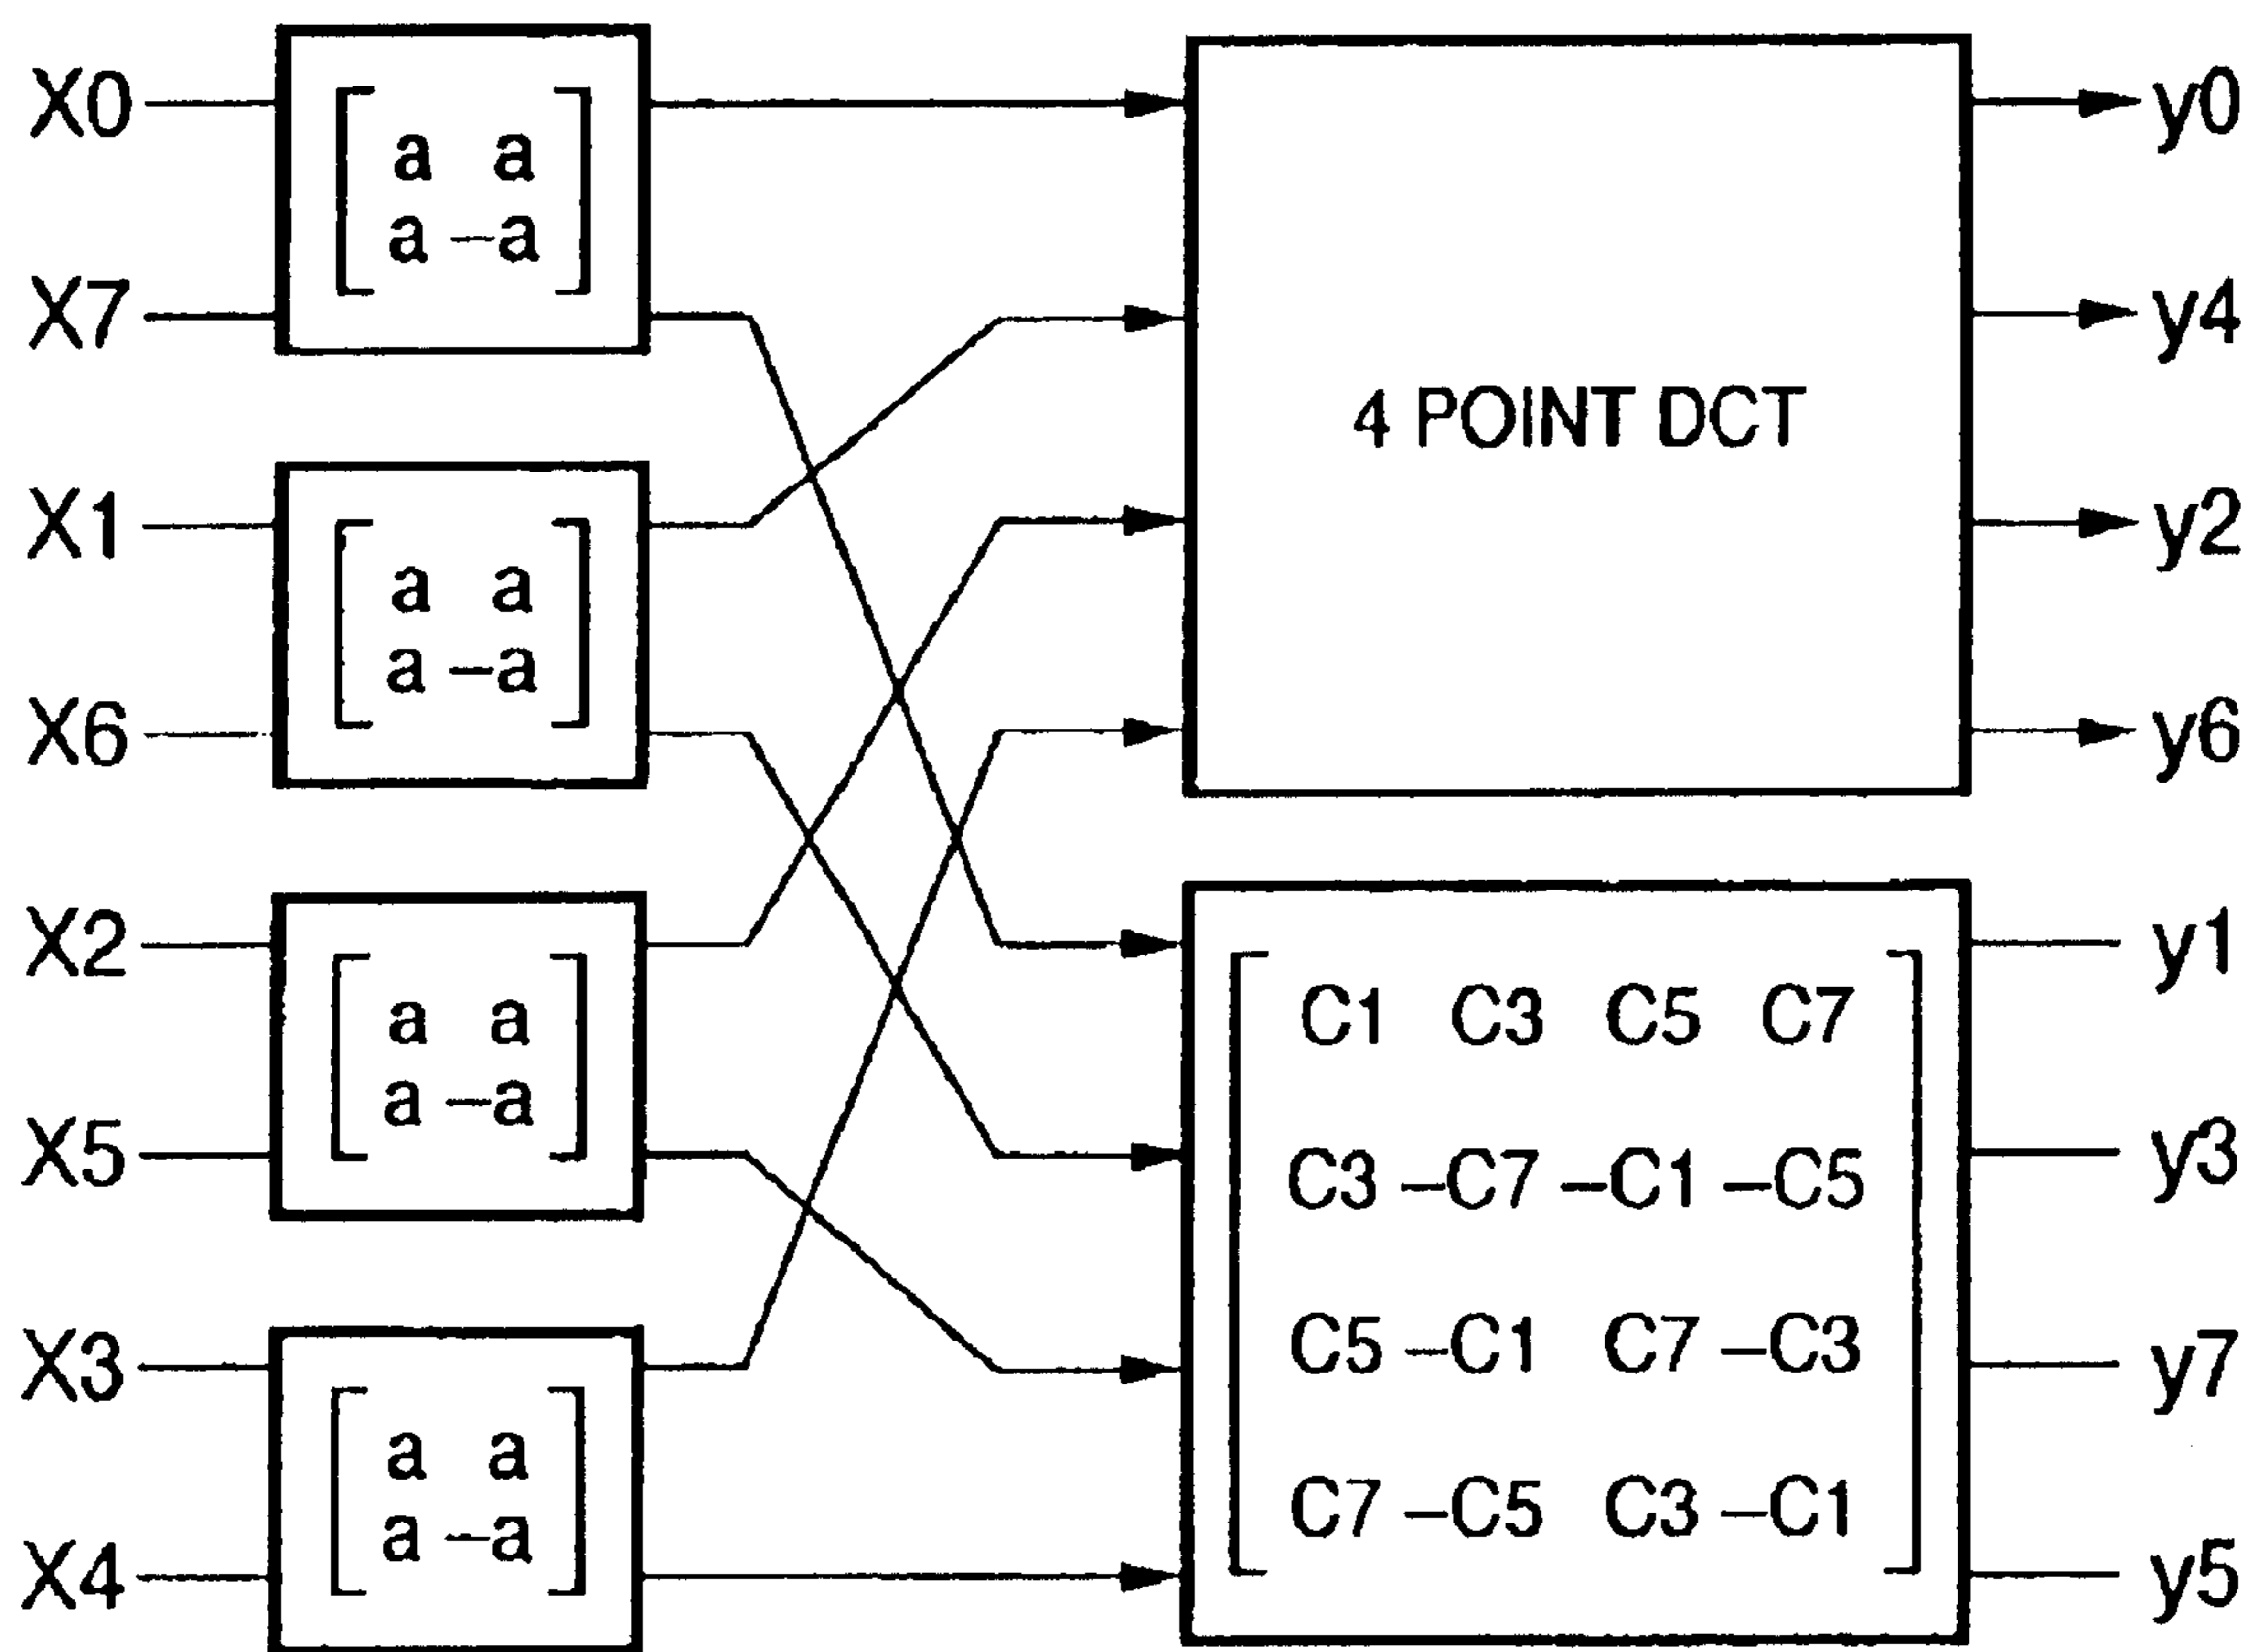 X0
X7
X1
X6
X2
X5
X3
X4
a a
a –a
a a
a –a
a a
a –a
a a
a –a
4 POINT DCT
C1 C3 C5 C7
C3 –C7 –C1 –C5
C5 –C1 C7 –C3
C7 –C5 C3 –C1
y0
y4
y2
y6
y1
y3
y7
y5